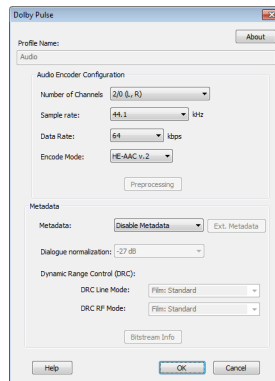 Dolby Pulse
About
Profile Name:
Audio
Audio Encoder Configuration
Number of Channels 2/0 (L, R)
Sample rate: 44.1 kHz
Data Rate: 64 kbps
Encode Mode: HE-AAC v.2
Preprocessing
Metadata
Metadata: Disable Metadata Ext. Metadata
Dialogue normalization: -27 dB
Dynamic Range Control (DRC):
DRC Line Mode: Film: Standard
DRC RF Mode: Film: Standard
Bitstream Info
Help OK Cancel